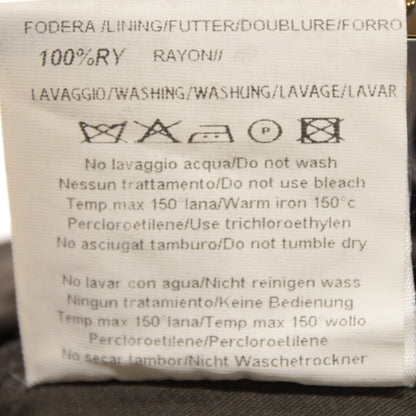 FODERA /LINING/FUTTER/DOUBLURE/FORRO
100%RY RAYON//
LAVAGGIO/WASHING/WASHUNG/LAVAGE/LAVAR
P
No lavaggio acqua/Do not wash
Nessun trattamento/Do not use bleach
Temp max 150°lana/Warm iron 150°c
Percloroetilene/Use trichloroethylen
No asciugat tamburo/Do not tumble dry
No lavar con agua/Nicht reinigen wass
Ningun tratamiento/Keine Bedienung
Temp max 150°lana/Temp.max 150°wollo
Percloroetilene/Percloroetilene
No secar tambor/Nicht Waschetrockner